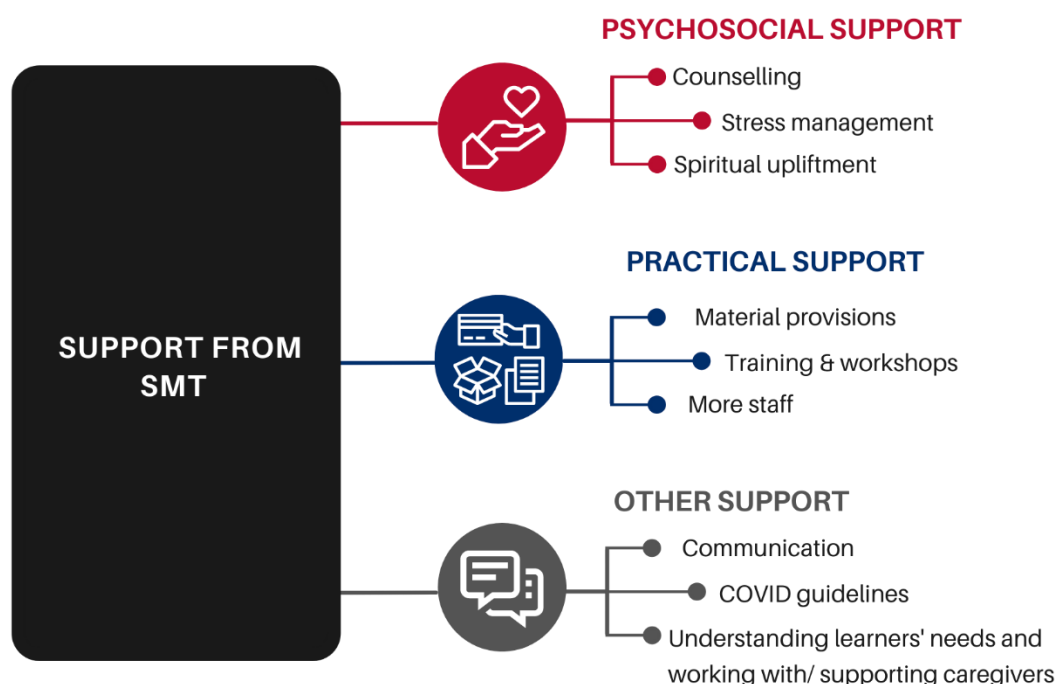 PSYCHOSOCIAL SUPPORT
Counselling
Stress management
Spiritual upliftment
SUPPORT FROM
SMT
PRACTICAL SUPPORT
Material provisions
Training & workshops
More staff
OTHER SUPPORT
Communication
COVID guidelines
Understanding learners' needs and
working with/ supporting caregivers